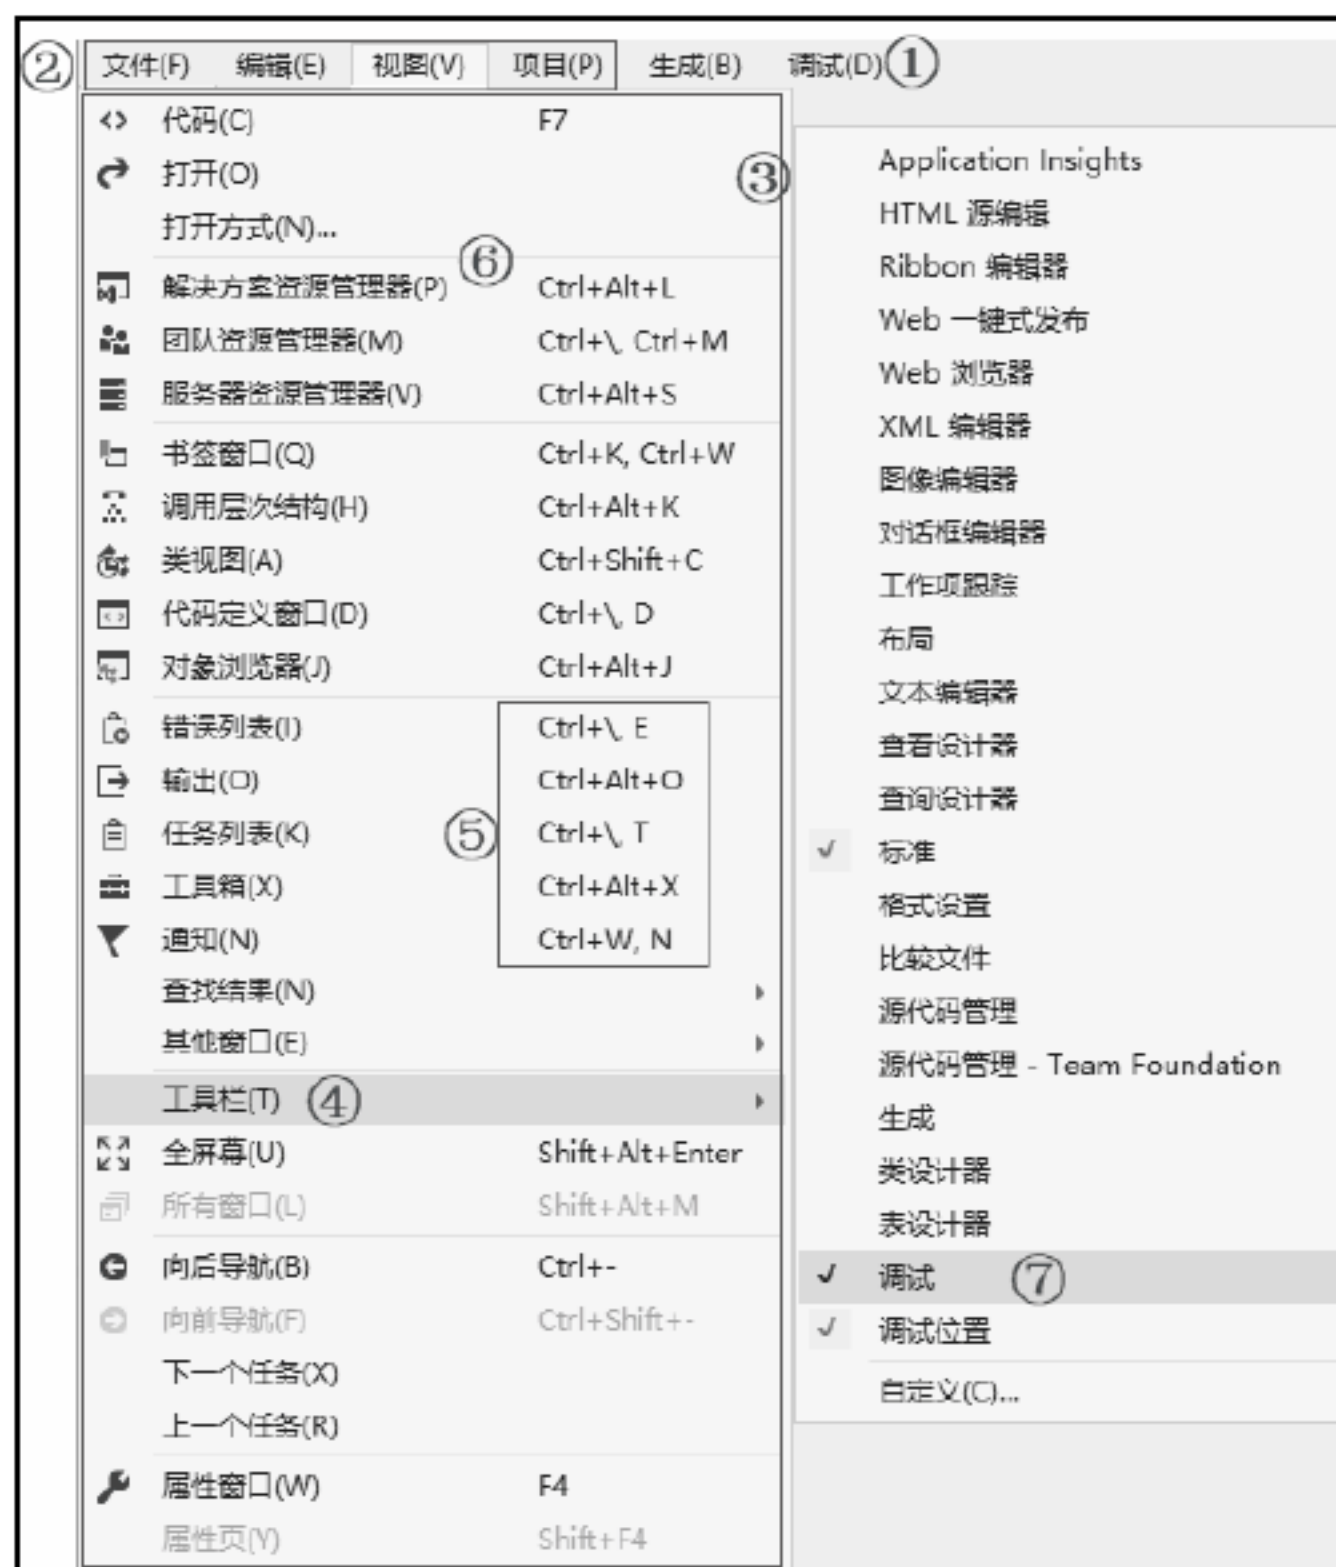 ② 文件(F) 编辑(E) 视图(V) 项目(P) 生成(B) 调试(D) ①
代码(C) F7
打开(O)
③
打开方式(N)...
⑥
解决方案资源管理器(P) Ctrl+Alt+L
团队资源管理器(M) Ctrl+\, Ctrl+M
服务器资源管理器(V) Ctrl+Alt+S
书签窗口(Q) Ctrl+K, Ctrl+W
调用层次结构(H) Ctrl+Alt+K
类视图(A) Ctrl+Shift+C
代码定义窗口(D) Ctrl+\, D
对象浏览器(J) Ctrl+Alt+J
错误列表(I) Ctrl+\, E
输出(O) Ctrl+Alt+O
任务列表(K) ⑤ Ctrl+\, T
工具箱(X) Ctrl+Alt+X
通知(N) Ctrl+W, N
查找结果(N)
其他窗口(E)
工具栏(T) ④
全屏幕(U) Shift+Alt+Enter
所有窗口(L) Shift+Alt+M
向后导航(B) Ctrl+-
向前导航(F) Ctrl+Shift+-
下一个任务(X)
上一个任务(R)
属性窗口(W) F4
属性页(Y) Shift+F4
Application Insights
HTML 源编辑
Ribbon 编辑器
Web 一键式发布
Web 浏览器
XML 编辑器
图像编辑器
对话框编辑器
工作项跟踪
布局
文本编辑器
查看设计器
查询设计器
✓ 标准
格式设置
比较文件
源代码管理
源代码管理 - Team Foundation
生成
类设计器
表设计器
✓ 调试 ⑦
✓ 调试位置
自定义(C)...